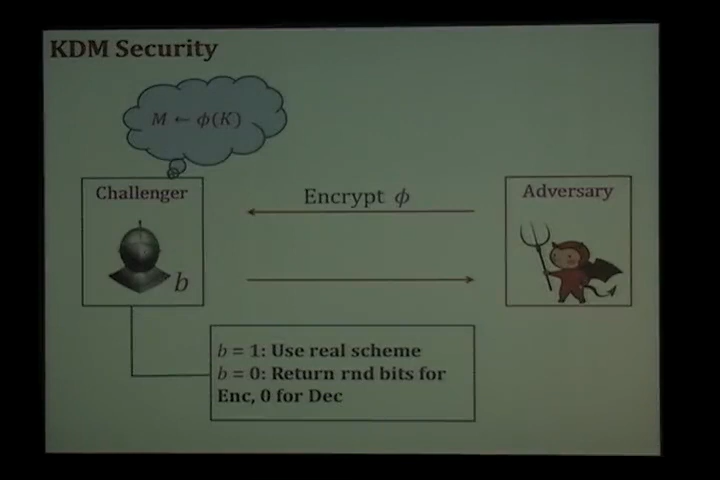 KDM Security
M ← ϕ(K)
Challenger
Encrypt ϕ
Adversary
b
b = 1: Use real scheme
b = 0: Return rnd bits for
Enc, 0 for Dec